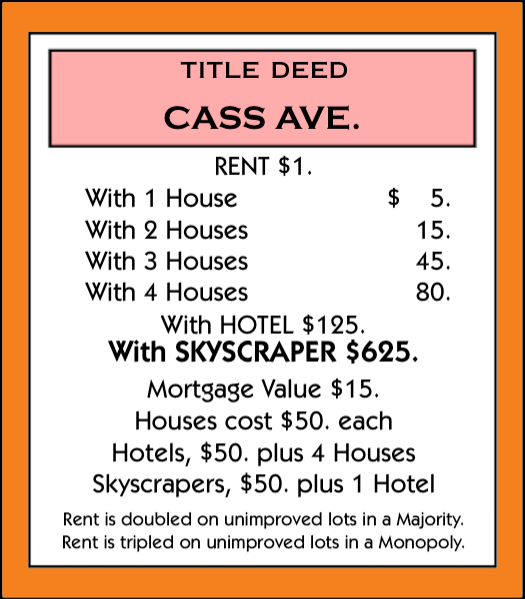 TITLE DEED
CASS AVE.
RENT $1.
With 1 House $ 5.
With 2 Houses 15.
With 3 Houses 45.
With 4 Houses 80.
With HOTEL $125.
With SKYSCRAPER $625.
Mortgage Value $15.
Houses cost $50. each
Hotels, $50. plus 4 Houses
Skyscrapers, $50. plus 1 Hotel
Rent is doubled on unimproved lots in a Majority.
Rent is tripled on unimproved lots in a Monopoly.